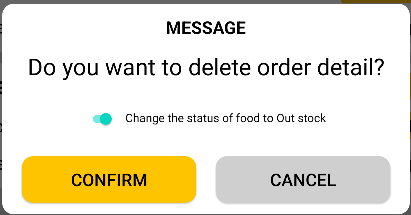 MESSAGE
Do you want to delete order detail?
Change the status of food to Out stock
CONFIRM
CANCEL